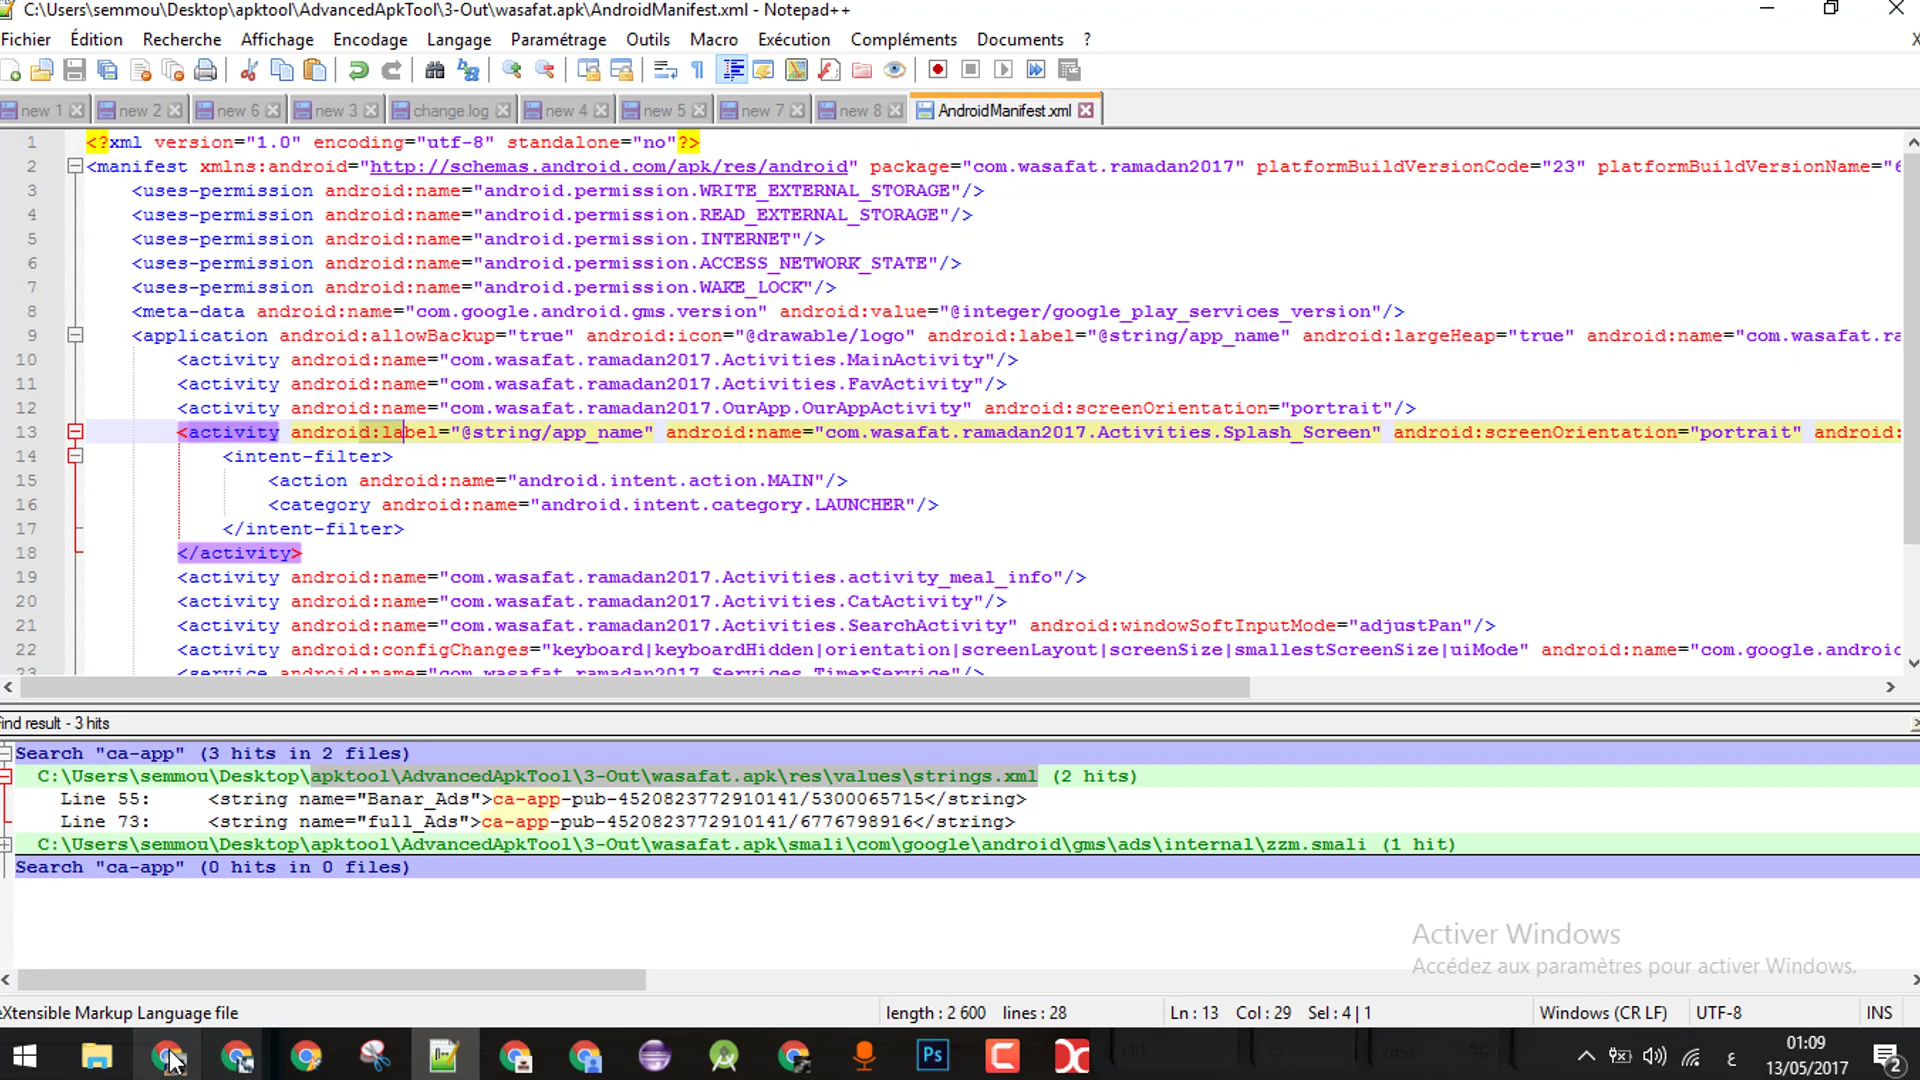 C:\Users\semmou\Desktop\apktool\AdvancedApkTool\3-Out\wasafat.apk\AndroidManifest.xml - Notepad++
Fichier Édition Recherche Affichage Encodage Langage Paramétrage Outils Macro Exécution Compléments Documents ? X
new 1 new 2 new 6 new 3 change.log new 4 new 5 new 7 new 8 AndroidManifest.xml
1 <?xml version="1.0" encoding="utf-8" standalone="no"?>
2 <manifest xmlns:android="http://schemas.android.com/apk/res/android" package="com.wasafat.ramadan2017" platformBuildVersionCode="23" platformBuildVersionName="6
3 <uses-permission android:name="android.permission.WRITE_EXTERNAL_STORAGE"/>
4 <uses-permission android:name="android.permission.READ_EXTERNAL_STORAGE"/>
5 <uses-permission android:name="android.permission.INTERNET"/>
6 <uses-permission android:name="android.permission.ACCESS_NETWORK_STATE"/>
7 <uses-permission android:name="android.permission.WAKE_LOCK"/>
8 <meta-data android:name="com.google.android.gms.version" android:value="@integer/google_play_services_version"/>
9 <application android:allowBackup="true" android:icon="@drawable/logo" android:label="@string/app_name" android:largeHeap="true" android:name="com.wasafat.ra
10 <activity android:name="com.wasafat.ramadan2017.Activities.MainActivity"/>
11 <activity android:name="com.wasafat.ramadan2017.Activities.FavActivity"/>
12 <activity android:name="com.wasafat.ramadan2017.OurApp.OurAppActivity" android:screenOrientation="portrait"/>
13 <activity android:label="@string/app_name" android:name="com.wasafat.ramadan2017.Activities.Splash_Screen" android:screenOrientation="portrait" android:
14 <intent-filter>
15 <action android:name="android.intent.action.MAIN"/>
16 <category android:name="android.intent.category.LAUNCHER"/>
17 </intent-filter>
18 </activity>
19 <activity android:name="com.wasafat.ramadan2017.Activities.activity_meal_info"/>
20 <activity android:name="com.wasafat.ramadan2017.Activities.CatActivity"/>
21 <activity android:name="com.wasafat.ramadan2017.Activities.SearchActivity" android:windowSoftInputMode="adjustPan"/>
22 <activity android:configChanges="keyboard|keyboardHidden|orientation|screenLayout|screenSize|smallestScreenSize|uiMode" android:name="com.google.androi
23 <service android:name="com.wasafat.ramadan2017.Services.TimerService"/>
Find result - 3 hits
Search "ca-app" (3 hits in 2 files)
C:\Users\semmou\Desktop\apktool\AdvancedApkTool\3-Out\wasafat.apk\res\values\strings.xml (2 hits)
Line 55: <string name="Banar_Ads">ca-app-pub-4520823772910141/5300065715</string>
Line 73: <string name="full_Ads">ca-app-pub-4520823772910141/6776798916</string>
C:\Users\semmou\Desktop\apktool\AdvancedApkTool\3-Out\wasafat.apk\smali\com\google\android\gms\ads\internal\zzm.smali (1 hit)
Search "ca-app" (0 hits in 0 files)
Activer Windows
Accédez aux paramètres pour activer Windows.
eXtensible Markup Language file length : 2 600 lines : 28 Ln : 13 Col : 29 Sel : 4 | 1 Windows (CR LF) UTF-8 INS
Ps ع 01:09
13/05/2017 2